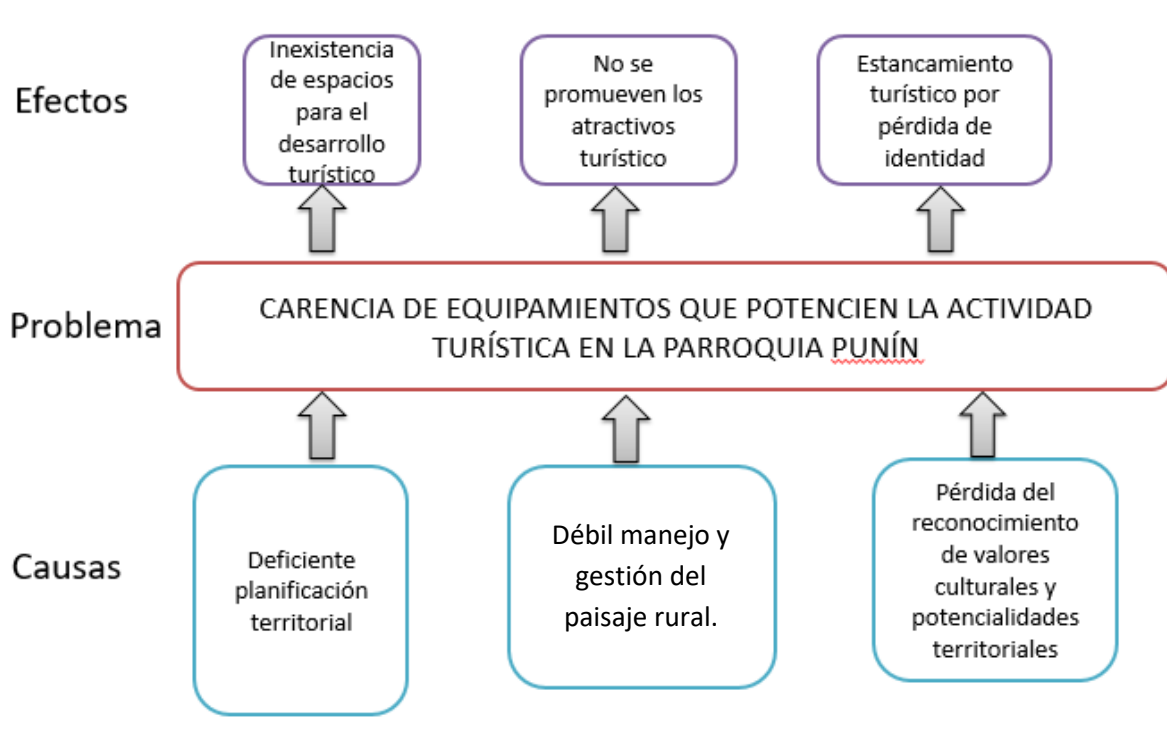 Efectos
Inexistencia
de espacios
para el
desarrollo
turístico
No se
promueven los
atractivos
turístico
Estancamiento
turístico por
pérdida de
identidad
Problema
CARENCIA DE EQUIPAMIENTOS QUE POTENCIEN LA ACTIVIDAD
TURÍSTICA EN LA PARROQUIA PUNÍN
Causas
Deficiente
planificación
territorial
Débil manejo y
gestión del
paisaje rural.
Pérdida del
reconocimiento
de valores
culturales y
potencialidades
territoriales